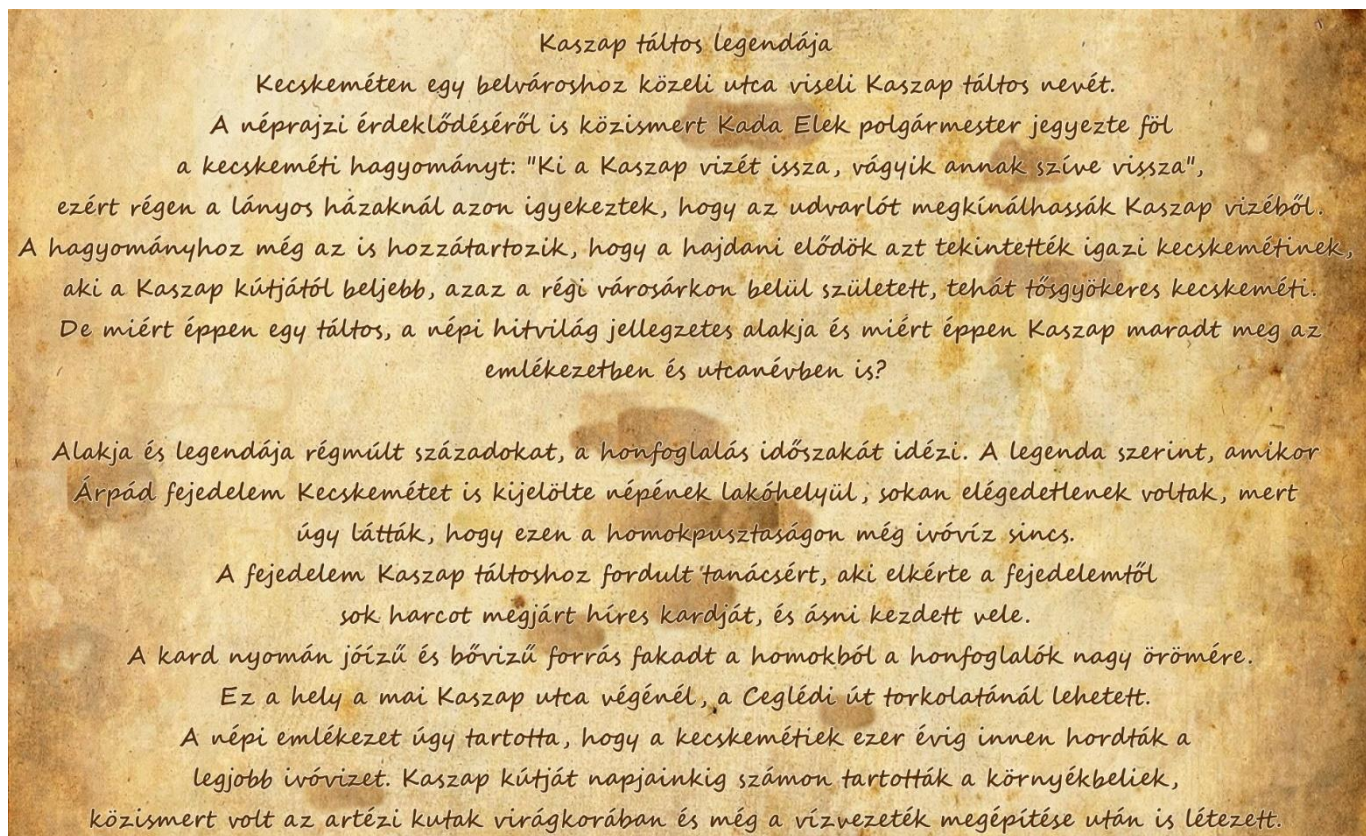 Kaszap táltos legendája
Kecskeméten egy belvároshoz közeli utca viseli Kaszap táltos nevét.
A néprajzi érdeklődéséről is közismert Kada Elek polgármester jegyezte föl
a kecskeméti hagyományt: "Ki a Kaszap vizét issza, vágyik annak szíve vissza",
ezért régen a lányos házaknál azon igyekeztek, hogy az udvarlót megkínálhassák Kaszap vizéből.
A hagyományhoz még az is hozzátartozik, hogy a hajdani elődök azt tekintették igazi kecskemétinek,
aki a Kaszap kútjától beljebb, azaz a régi városárkon belül született, tehát tősgyökeres kecskeméti.
De miért éppen egy táltos, a népi hitvilág jellegzetes alakja és miért éppen Kaszap maradt meg az
emlékezetben és utcanévben is?
Alakja és legendája régmúlt századokat, a honfoglalás időszakát idézi. A legenda szerint, amikor
Árpád fejedelem Kecskemétet is kijelölte népének lakóhelyül, sokan elégedetlenek voltak, mert
úgy látták, hogy ezen a homokpusztaságon még ivóvíz sincs.
A fejedelem Kaszap táltoshoz fordult tanácsért, aki elkérte a fejedelemtől
sok harcot megjárt híres kardját, és ásni kezdett vele.
A kard nyomán jóízű és bővizű forrás fakadt a homokból a honfoglalók nagy örömére.
Ez a hely a mai Kaszap utca végénél, a Ceglédi út torkolatánál lehetett.
A népi emlékezet úgy tartotta, hogy a kecskemétiek ezer évig innen hordták a
legjobb ivóvizet. Kaszap kútját napjainkig számon tartották a környékbeliek,
közismert volt az artézi kutak virágkorában és még a vízvezeték megépítése után is létezett.